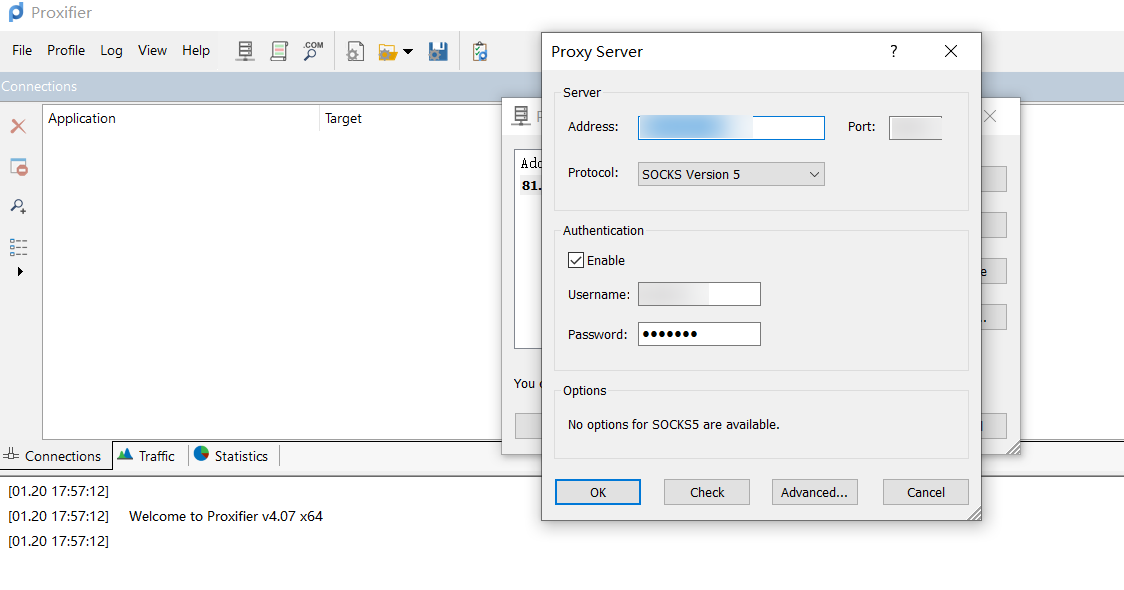 Proxifier
File Profile Log View Help
.COM
Connections
Application Target
81.
You
Proxy Server
?
Server
Address: Port:
Protocol: SOCKS Version 5
Authentication
Enable
Username:
Password: •••••••
Options
No options for SOCKS5 are available.
OK Check Advanced... Cancel
Connections Traffic Statistics
[01.20 17:57:12]
[01.20 17:57:12] Welcome to Proxifier v4.07 x64
[01.20 17:57:12]